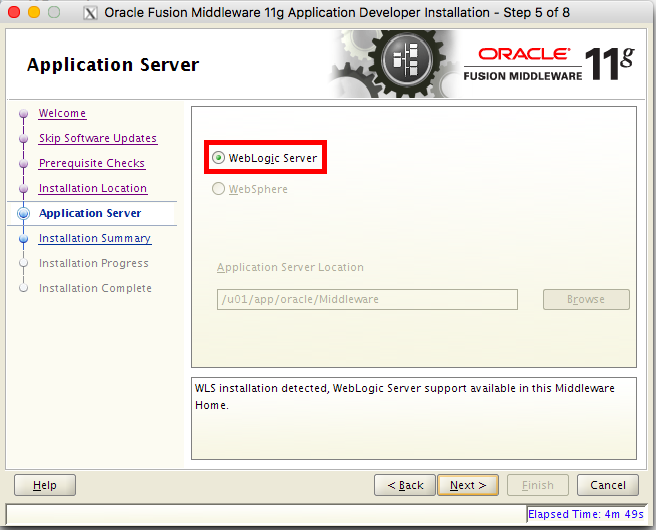 Oracle Fusion Middleware 11g Application Developer Installation - Step 5 of 8
Application Server
ORACLE
FUSION MIDDLEWARE 11g
Welcome
Skip Software Updates
Prerequisite Checks
Installation Location
Application Server
Installation Summary
Installation Progress
Installation Complete
WebLogic Server
WebSphere
Application Server Location
/u01/app/oracle/Middleware
Browse
WLS installation detected, WebLogic Server support available in this Middleware
Home.
Help
< Back
Next >
Finish
Cancel
Elapsed Time: 4m 49s